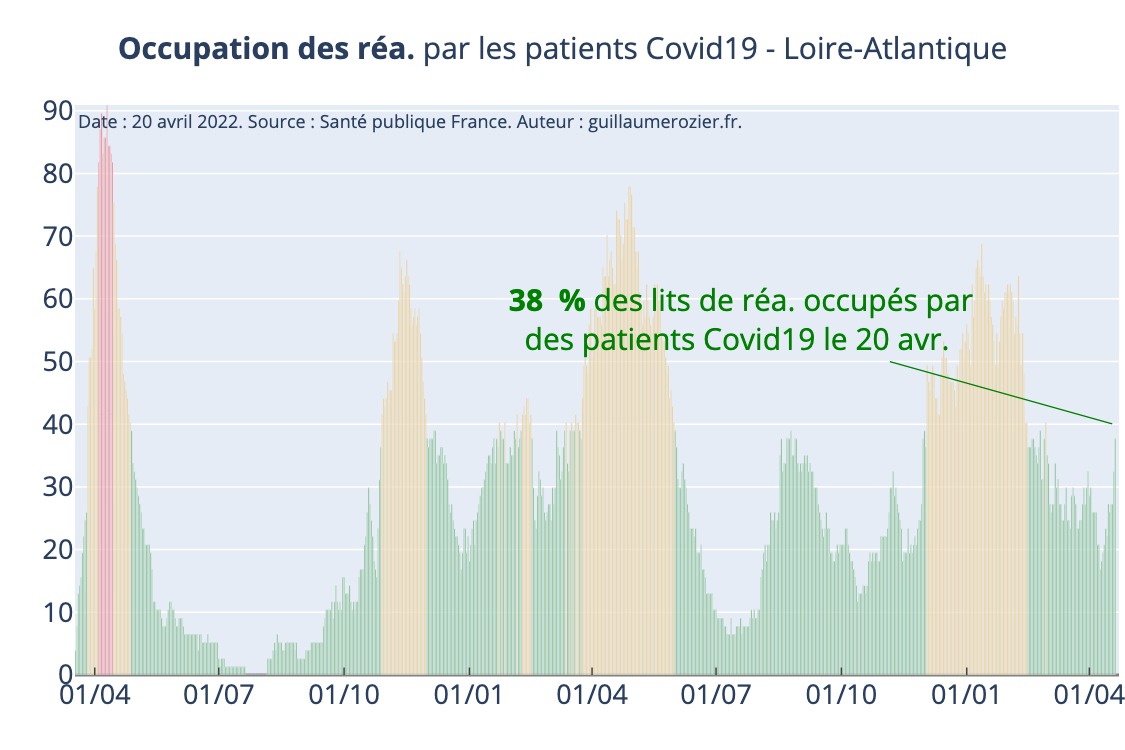 Occupation des réa. par les patients Covid19 - Loire-Atlantique
90
Date : 20 avril 2022. Source : Santé publique France. Auteur : guillaumerozier.fr.
80
70
60
38 % des lits de réa. occupés par
des patients Covid19 le 20 avr.
50
40
30
20
10
0
01/04 01/07 01/10 01/01 01/04 01/07 01/10 01/01 01/04